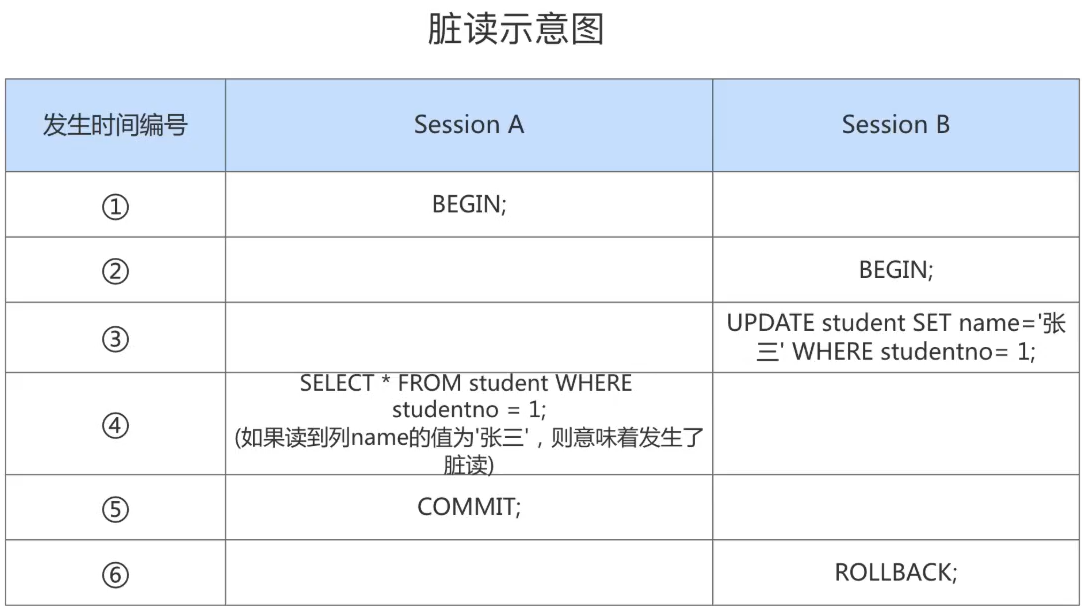 脏读示意图
发生时间编号 Session A Session B
① BEGIN;
② BEGIN;
③ UPDATE student SET name='张
三' WHERE studentno= 1;
④ SELECT * FROM student WHERE
studentno = 1;
(如果读到列name的值为'张三'，则意味着发生了
脏读)
⑤ COMMIT;
⑥ ROLLBACK;